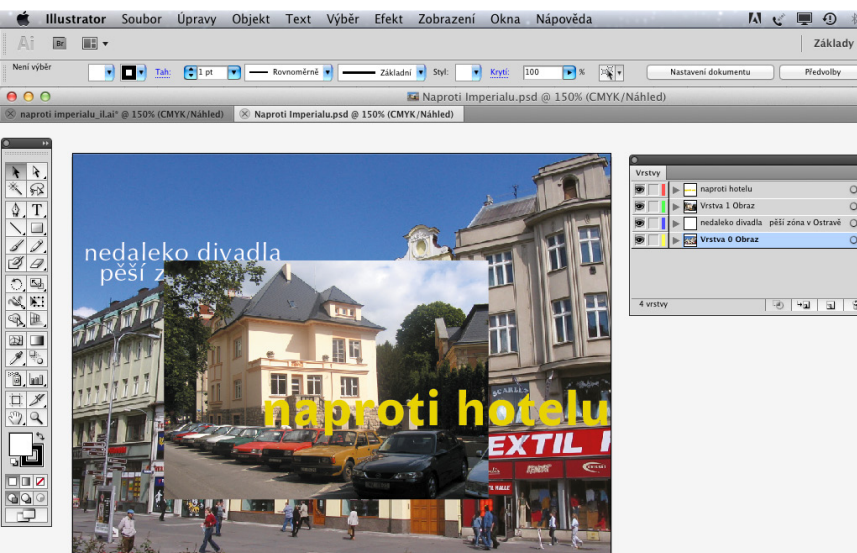 Illustrator Soubor Úpravy Objekt Text Výběr Efekt Zobrazení Okna Nápověda
Ai Br Základy
Není výběr Tah: 1 pt Rovnoměrně Základní Styl: Krytí: 100 % Nastavení dokumentu Předvolby
Naproti Imperialu.psd @ 150% (CMYK/Náhled)
naproti imperialu_il.ai* @ 150% (CMYK/Náhled) Naproti Imperialu.psd @ 150% (CMYK/Náhled)
Vrstvy
naproti hotelu
Vrstva 1 Obraz
nedaleko divadla pěší zóna v Ostravě
Vrstva 0 Obraz
4 vrstvy
nedaleko divadla
pěší z
naproti hotelu
EXTIL